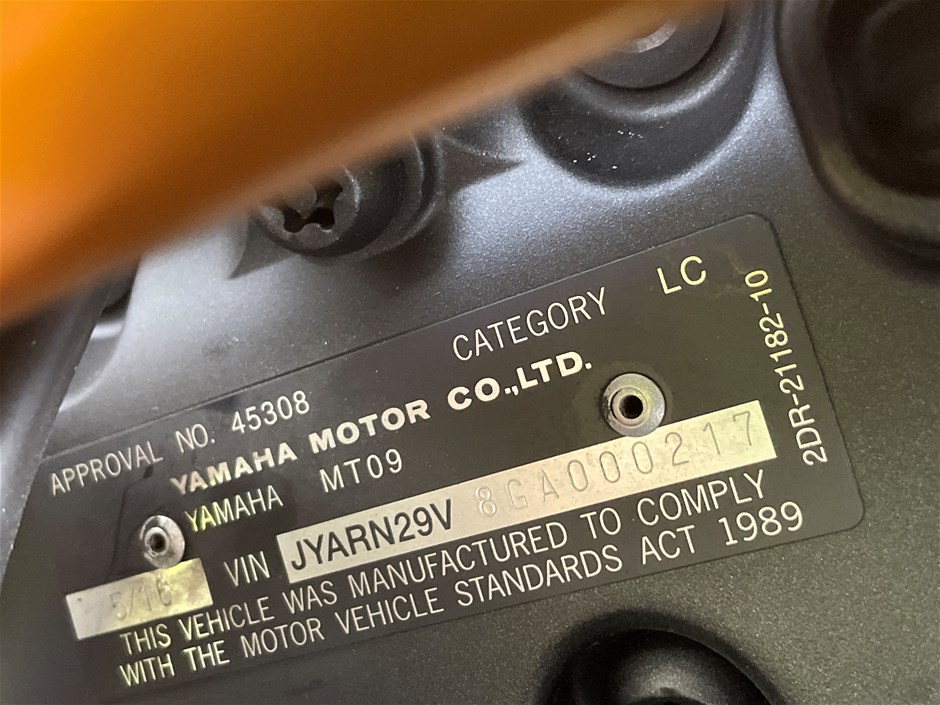 CATEGORY LC
APPROVAL NO. 45308
YAMAHA MOTOR CO.,LTD.
YAMAHA MT09
VIN JYARN29V 8GA000217
5/16
THIS VEHICLE WAS MANUFACTURED TO COMPLY
WITH THE MOTOR VEHICLE STANDARDS ACT 1989
2DR-21182-10